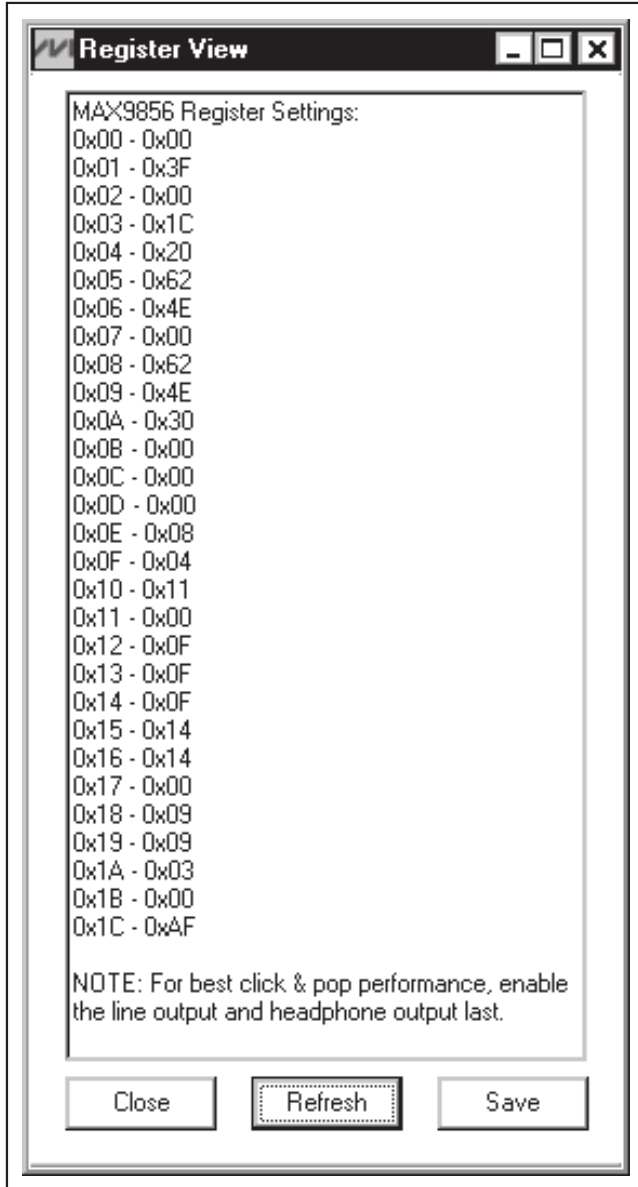 Register View
MAX9856 Register Settings:
0x00 - 0x00
0x01 - 0x3F
0x02 - 0x00
0x03 - 0x1C
0x04 - 0x20
0x05 - 0x62
0x06 - 0x4E
0x07 - 0x00
0x08 - 0x62
0x09 - 0x4E
0x0A - 0x30
0x0B - 0x00
0x0C - 0x00
0x0D - 0x00
0x0E - 0x08
0x0F - 0x04
0x10 - 0x11
0x11 - 0x00
0x12 - 0x0F
0x13 - 0x0F
0x14 - 0x0F
0x15 - 0x14
0x16 - 0x14
0x17 - 0x00
0x18 - 0x09
0x19 - 0x09
0x1A - 0x03
0x1B - 0x00
0x1C - 0xAF
NOTE: For best click & pop performance, enable
the line output and headphone output last.
Close Refresh Save